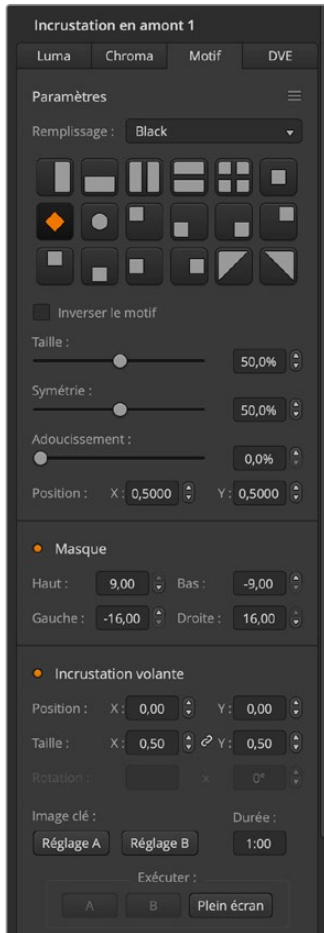 Incrustation en amont 1
Luma Chroma Motif DVE
Paramètres
Remplissage : Black
Inverser le motif
Taille :
50,0%
Symétrie :
50,0%
Adoucissement :
0,0%
Position : X : 0,5000 Y : 0,5000
Masque
Haut : 9,00 Bas : -9,00
Gauche : -16,00 Droite : 16,00
Incrustation volante
Position : X : 0,00 Y : 0,00
Taille : X : 0,50 Y : 0,50
Rotation : x 0°
Image clé : Durée :
Réglage A Réglage B 1:00
Exécuter :
A B Plein écran